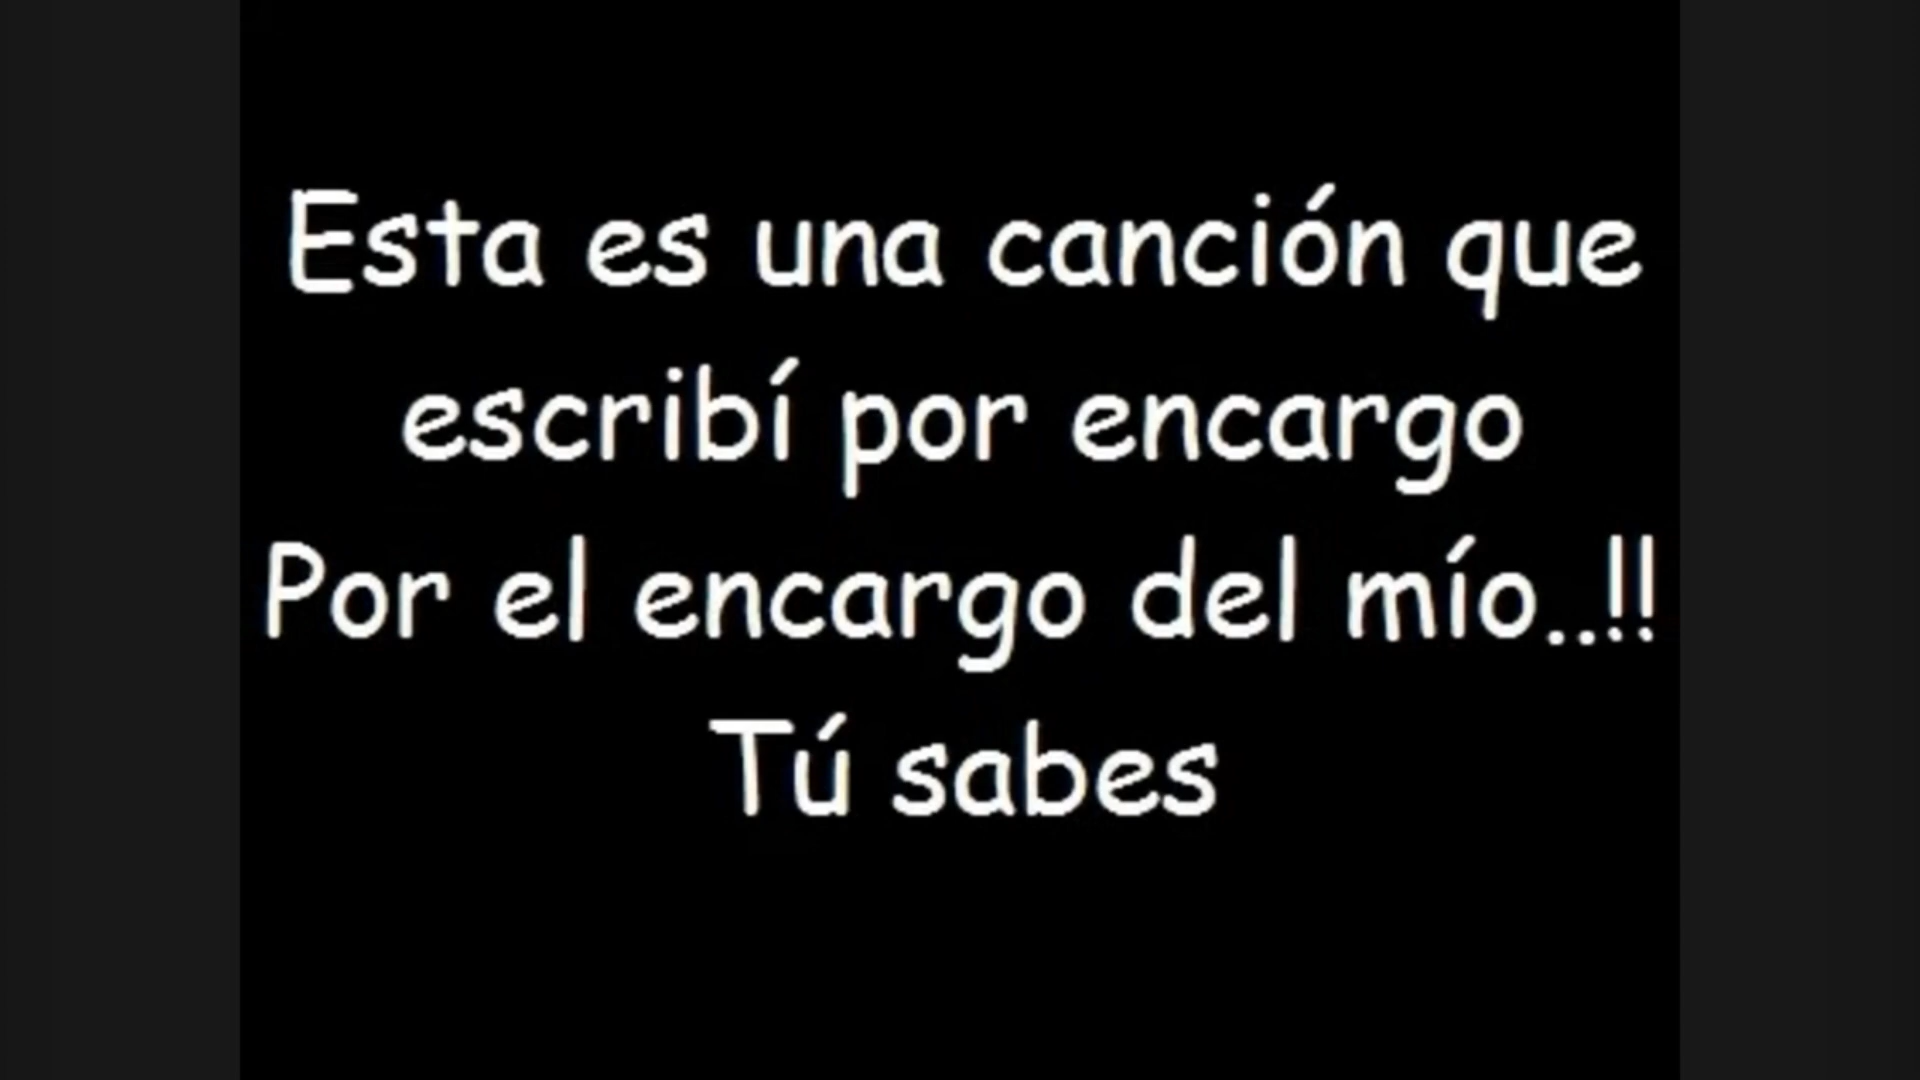 Esta es una canción que
escribí por encargo
Por el encargo del mío..!!
Tú sabes